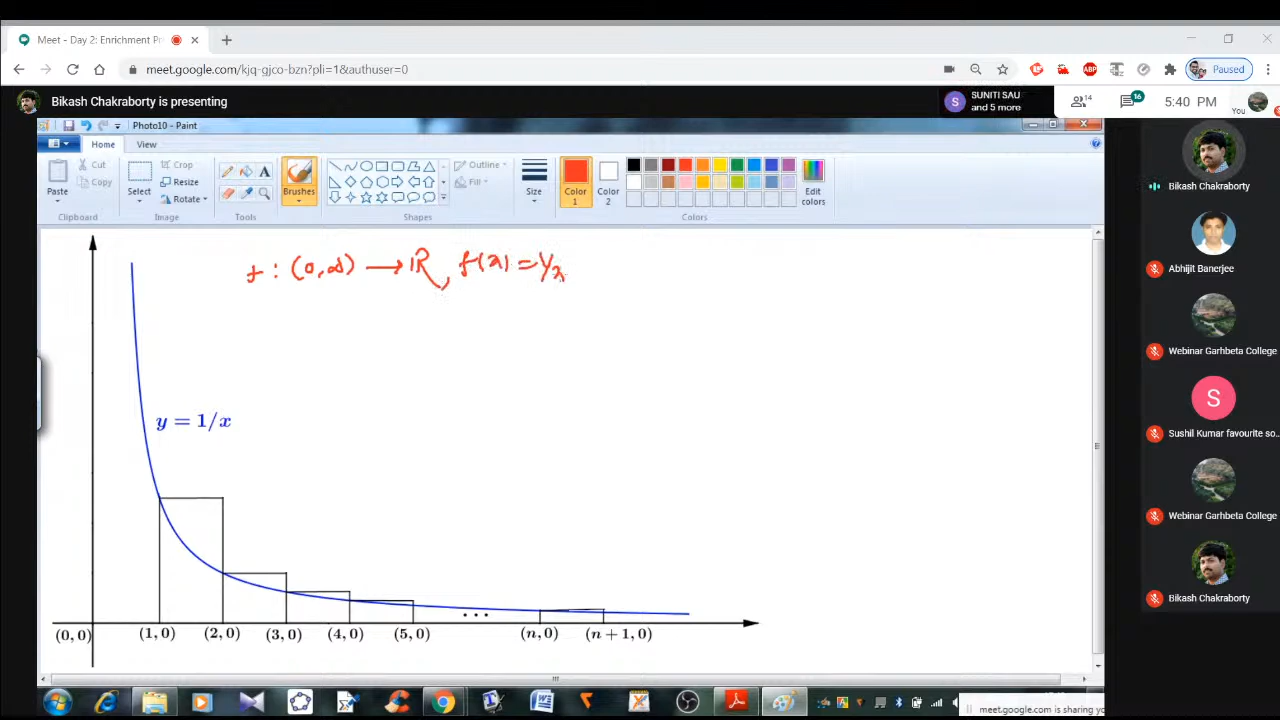 Meet - Day 2: Enrichment Pr
meet.google.com/kjq-gjco-bzn?pli=1&authuser=0
Paused
Bikash Chakraborty is presenting
SUNITI SAU
and 5 more
14
16
5:40 PM
You
Photo10 - Paint
Home
View
Paste
Cut
Copy
Clipboard
Select
Crop
Resize
Rotate
Image
A
Tools
Brushes
Outline
Fill
Shapes
Size
Color 1
Color 2
Edit colors
Colors
f : (0,∞) → ℝ, f(x) = 1/x
y = 1/x
(0, 0)
(1, 0)
(2, 0)
(3, 0)
(4, 0)
(5, 0)
...
(n, 0)
(n + 1, 0)
Bikash Chakraborty
Abhijit Banerjee
Webinar Garhbeta College
S
Sushil Kumar favourite so...
Webinar Garhbeta College
Bikash Chakraborty
meet.google.com is sharing yo